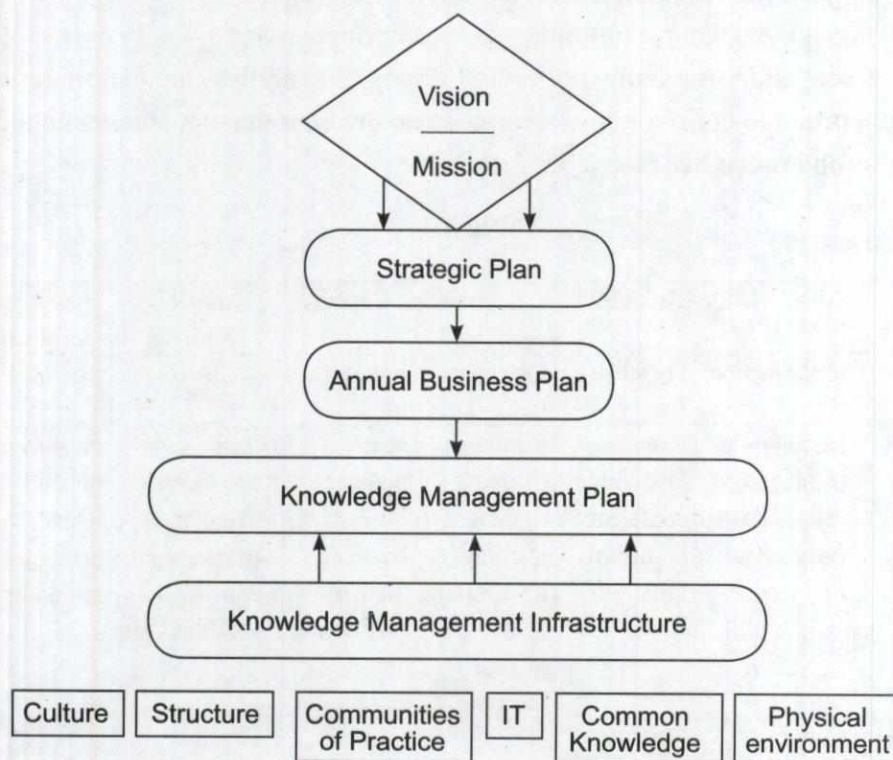 Vision
Mission
Strategic Plan
Annual Business Plan
Knowledge Management Plan
Knowledge Management Infrastructure
Culture
Structure
Communities
of Practice
IT
Common
Knowledge
Physical
environment